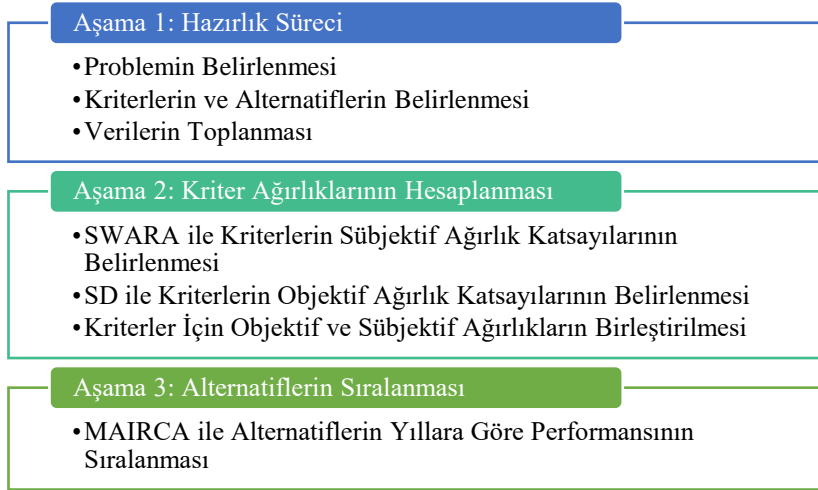 Aşama 1: Hazırlık Süreci
•Problemin Belirlenmesi
•Kriterlerin ve Alternatiflerin Belirlenmesi
•Verilerin Toplanması
Aşama 2: Kriter Ağırlıklarının Hesaplanması
•SWARA ile Kriterlerin Sübjektif Ağırlık Katsayılarının
Belirlenmesi
•SD ile Kriterlerin Objektif Ağırlık Katsayılarının Belirlenmesi
•Kriterler İçin Objektif ve Sübjektif Ağırlıkların Birleştirilmesi
Aşama 3: Alternatiflerin Sıralanması
•MAIRCA ile Alternatiflerin Yıllara Göre Performansının
Sıralanması